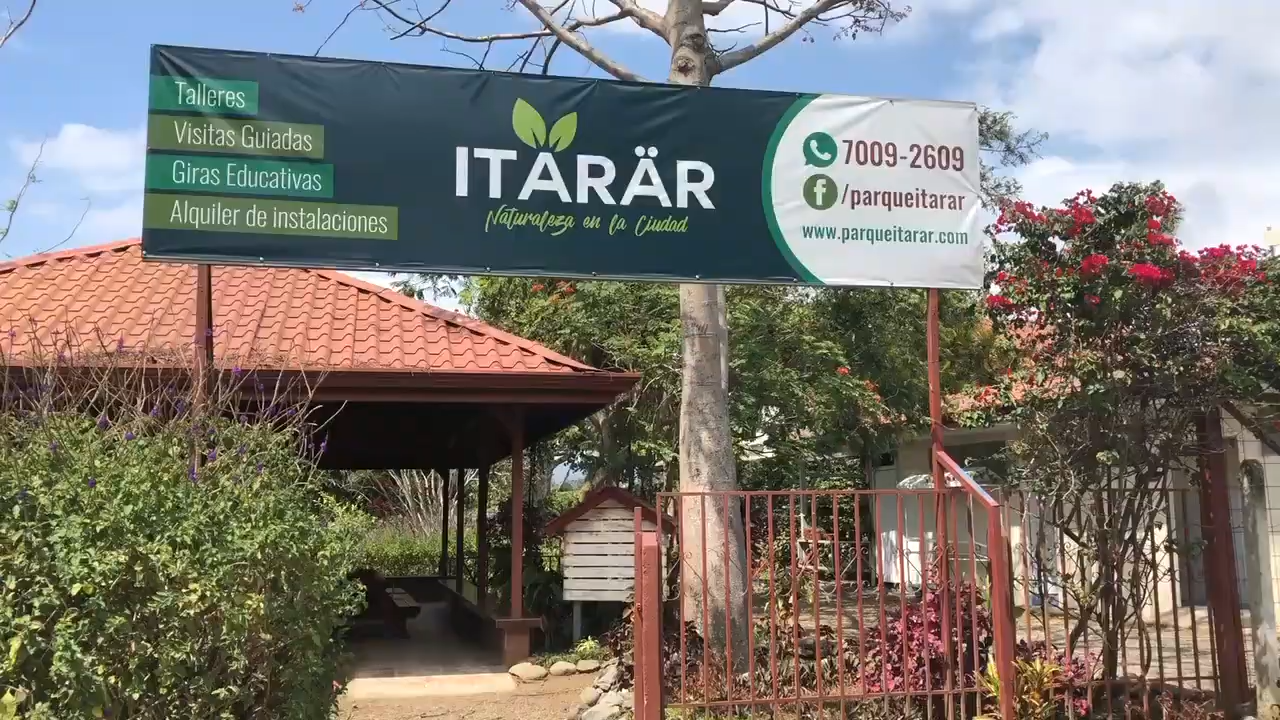 Talleres
Visitas Guiadas
Giras Educativas
Alquiler de instalaciones
ITARÄR
Naturaleza en la Ciudad
7009-2609
f/parqueitarar
www.parqueitarar.com